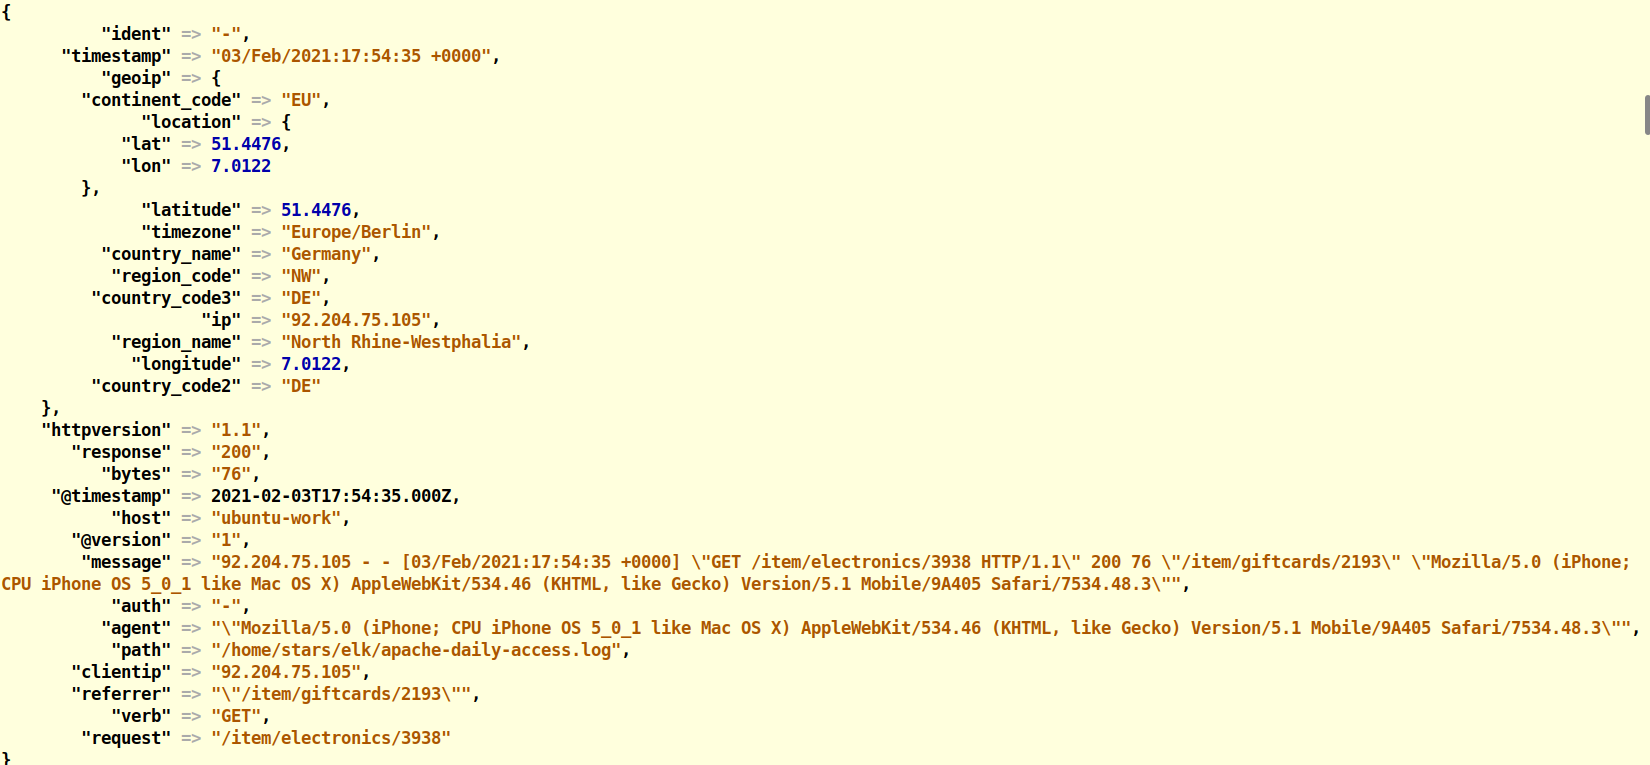 {
"ident" => "-",
"timestamp" => "03/Feb/2021:17:54:35 +0000",
"geoip" => {
"continent_code" => "EU",
"location" => {
"lat" => 51.4476,
"lon" => 7.0122
},
"latitude" => 51.4476,
"timezone" => "Europe/Berlin",
"country_name" => "Germany",
"region_code" => "NW",
"country_code3" => "DE",
"ip" => "92.204.75.105",
"region_name" => "North Rhine-Westphalia",
"longitude" => 7.0122,
"country_code2" => "DE"
},
"httpversion" => "1.1",
"response" => "200",
"bytes" => "76",
"@timestamp" => 2021-02-03T17:54:35.000Z,
"host" => "ubuntu-work",
"@version" => "1",
"message" => "92.204.75.105 - - [03/Feb/2021:17:54:35 +0000] \"GET /item/electronics/3938 HTTP/1.1\" 200 76 \"/item/giftcards/2193\" \"Mozilla/5.0 (iPhone;
CPU iPhone OS 5_0_1 like Mac OS X) AppleWebKit/534.46 (KHTML, like Gecko) Version/5.1 Mobile/9A405 Safari/7534.48.3\"",
"auth" => "-",
"agent" => "\"Mozilla/5.0 (iPhone; CPU iPhone OS 5_0_1 like Mac OS X) AppleWebKit/534.46 (KHTML, like Gecko) Version/5.1 Mobile/9A405 Safari/7534.48.3\"",
"path" => "/home/stars/elk/apache-daily-access.log",
"clientip" => "92.204.75.105",
"referrer" => "\"/item/giftcards/2193\"",
"verb" => "GET",
"request" => "/item/electronics/3938"
}